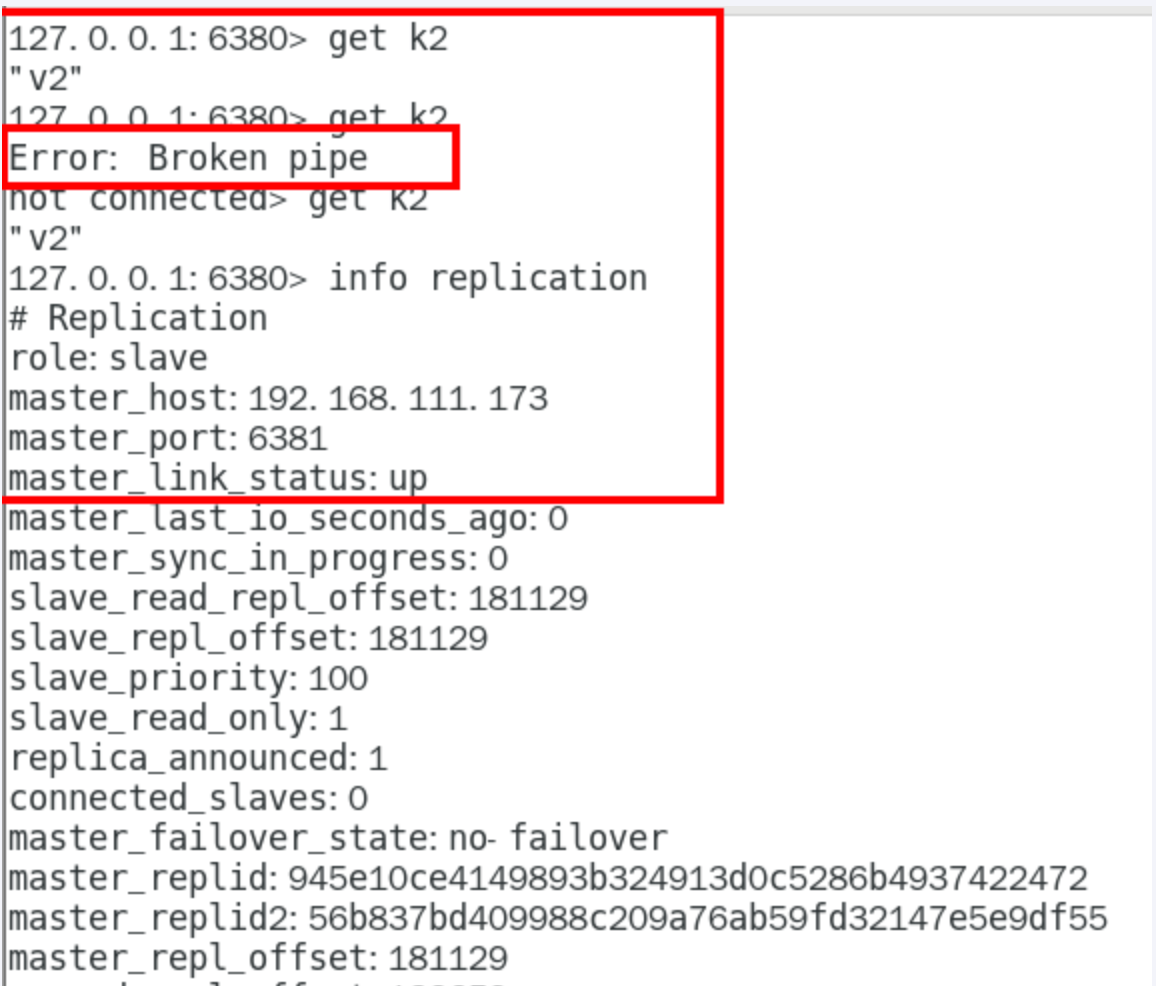 127.0.0.1:6380> get k2
"v2"
127.0.0.1:6380> get k2
Error: Broken pipe
not connected> get k2
"v2"
127.0.0.1:6380> info replication
# Replication
role:slave
master_host:192.168.111.173
master_port:6381
master_link_status:up
master_last_io_seconds_ago:0
master_sync_in_progress:0
slave_read_repl_offset:181129
slave_repl_offset:181129
slave_priority:100
slave_read_only:1
replica_announced:1
connected_slaves:0
master_failover_state:no-failover
master_replid:945e10ce4149893b324913d0c5286b4937422472
master_replid2:56b837bd409988c209a76ab59fd32147e5e9df55
master_repl_offset:181129